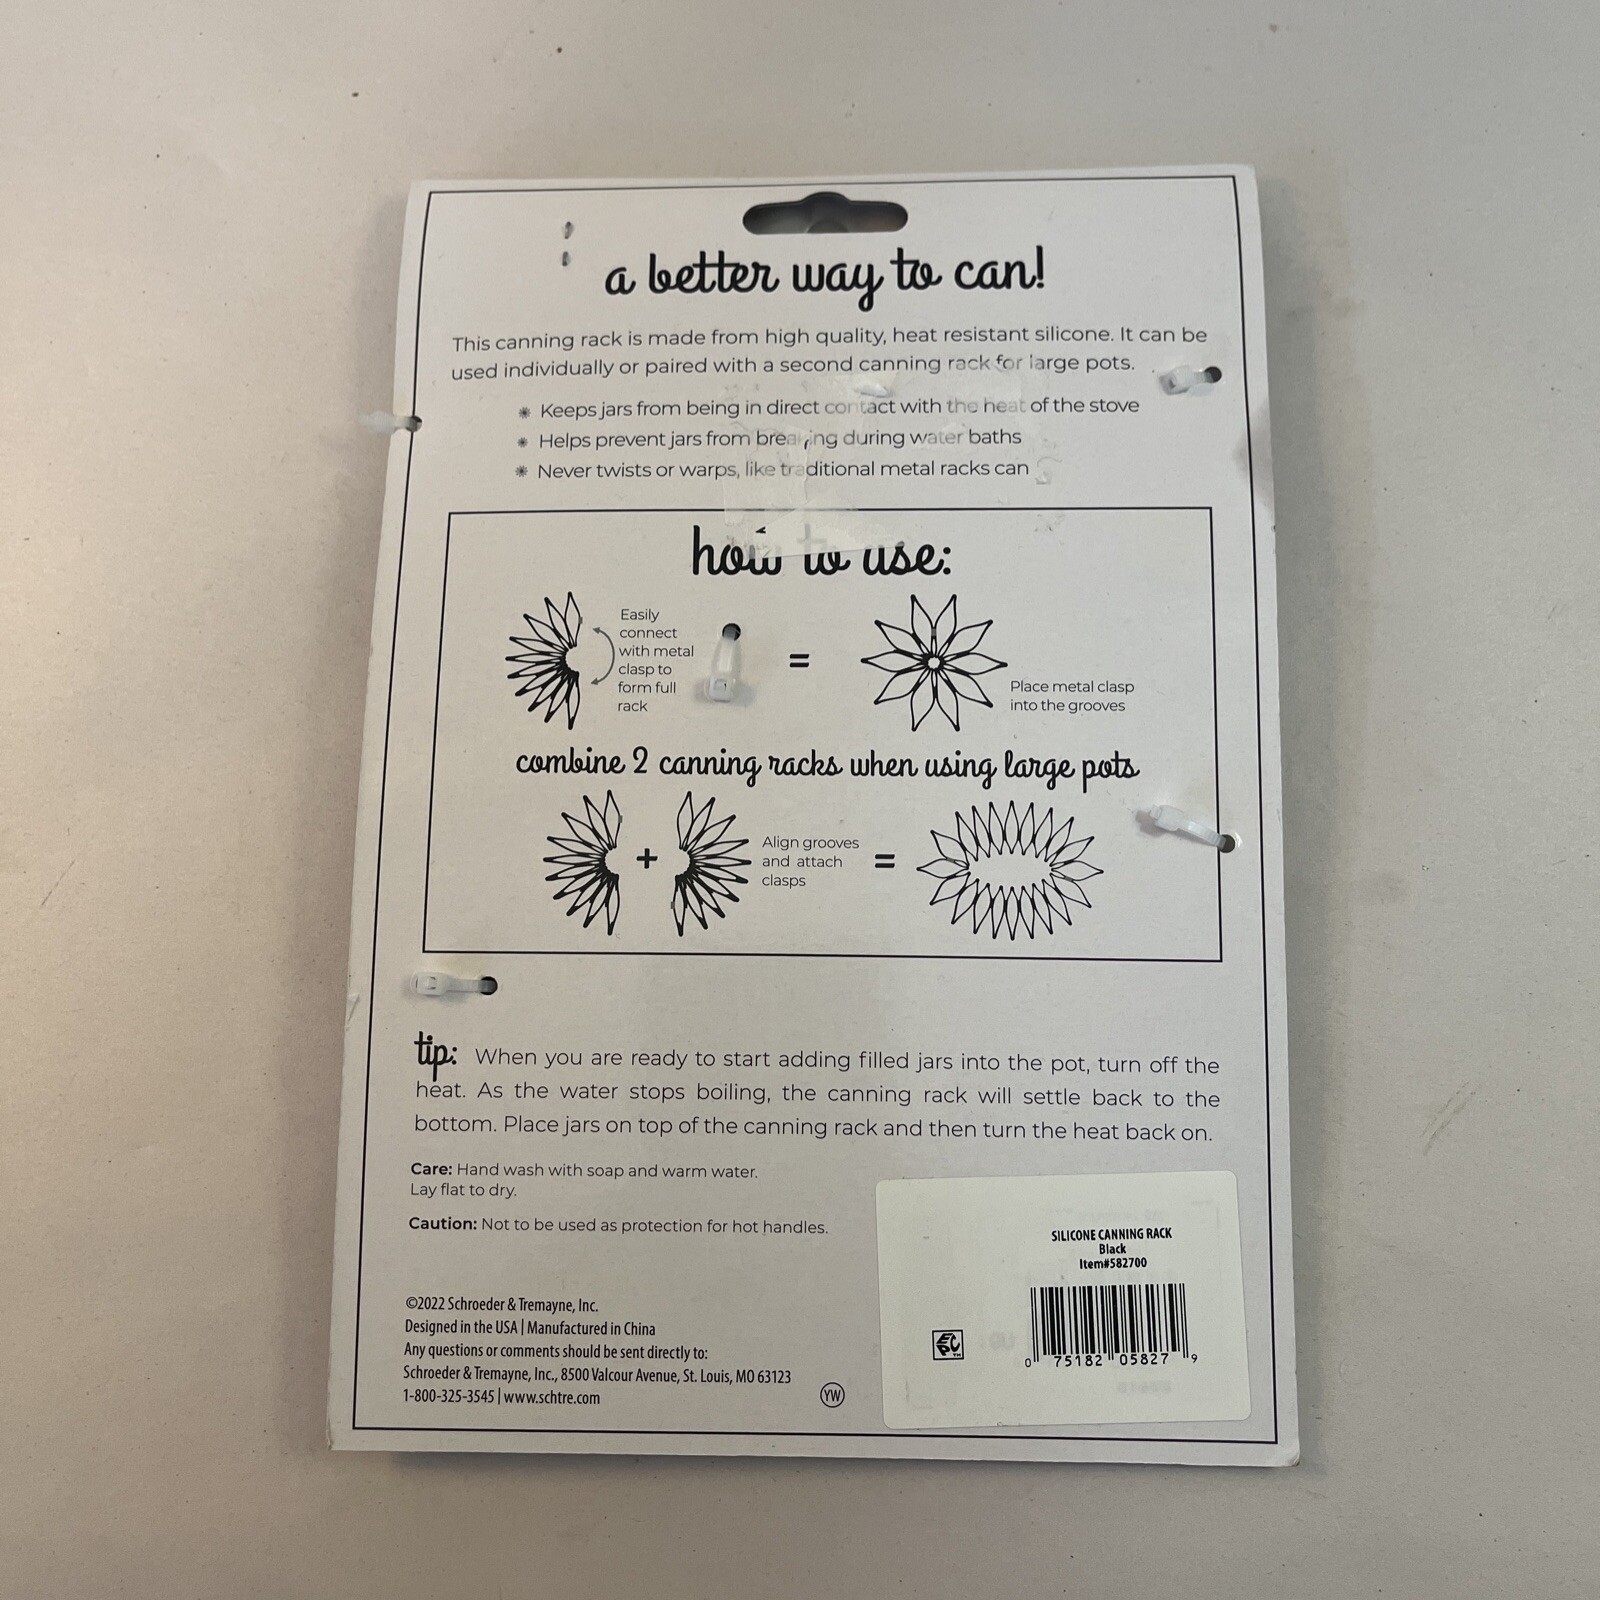 a better way to can!
This canning rack is made from high quality, heat resistant silicone. It can be
used individually or paired with a second canning rack for large pots.
Keeps jars from being in direct contact with the heat of the stove
Helps prevent jars from breaking during water baths
Never twists or warps, like traditional metal racks can
how to use:
Easily
connect
with metal
clasp to
form full
rack
=
Place metal clasp
into the grooves
combine 2 canning racks when using large pots
+
Align grooves
and attach
clasps
=
tip: When you are ready to start adding filled jars into the pot, turn off the
heat. As the water stops boiling, the canning rack will settle back to the
bottom. Place jars on top of the canning rack and then turn the heat back on.
Care: Hand wash with soap and warm water.
Lay flat to dry.
Caution: Not to be used as protection for hot handles.
©2022 Schroeder & Tremayne, Inc.
Designed in the USA | Manufactured in China
Any questions or comments should be sent directly to:
Schroeder & Tremayne, Inc., 8500 Valcour Avenue, St. Louis, MO 63123
1-800-325-3545 | www.schtre.com
YW
SILICONE CANNING RACK
Black
Item#582700
0 75182 05827 9